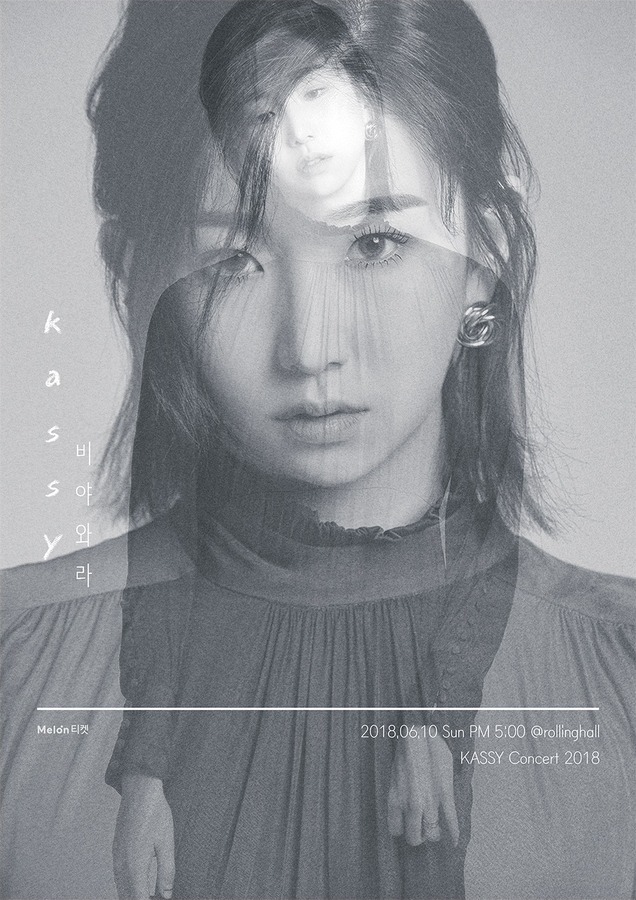 kassy
비야와라
Melon티켓
2018.06.10 Sun PM 5:00 @rollinghall
KASSY Concert 2018